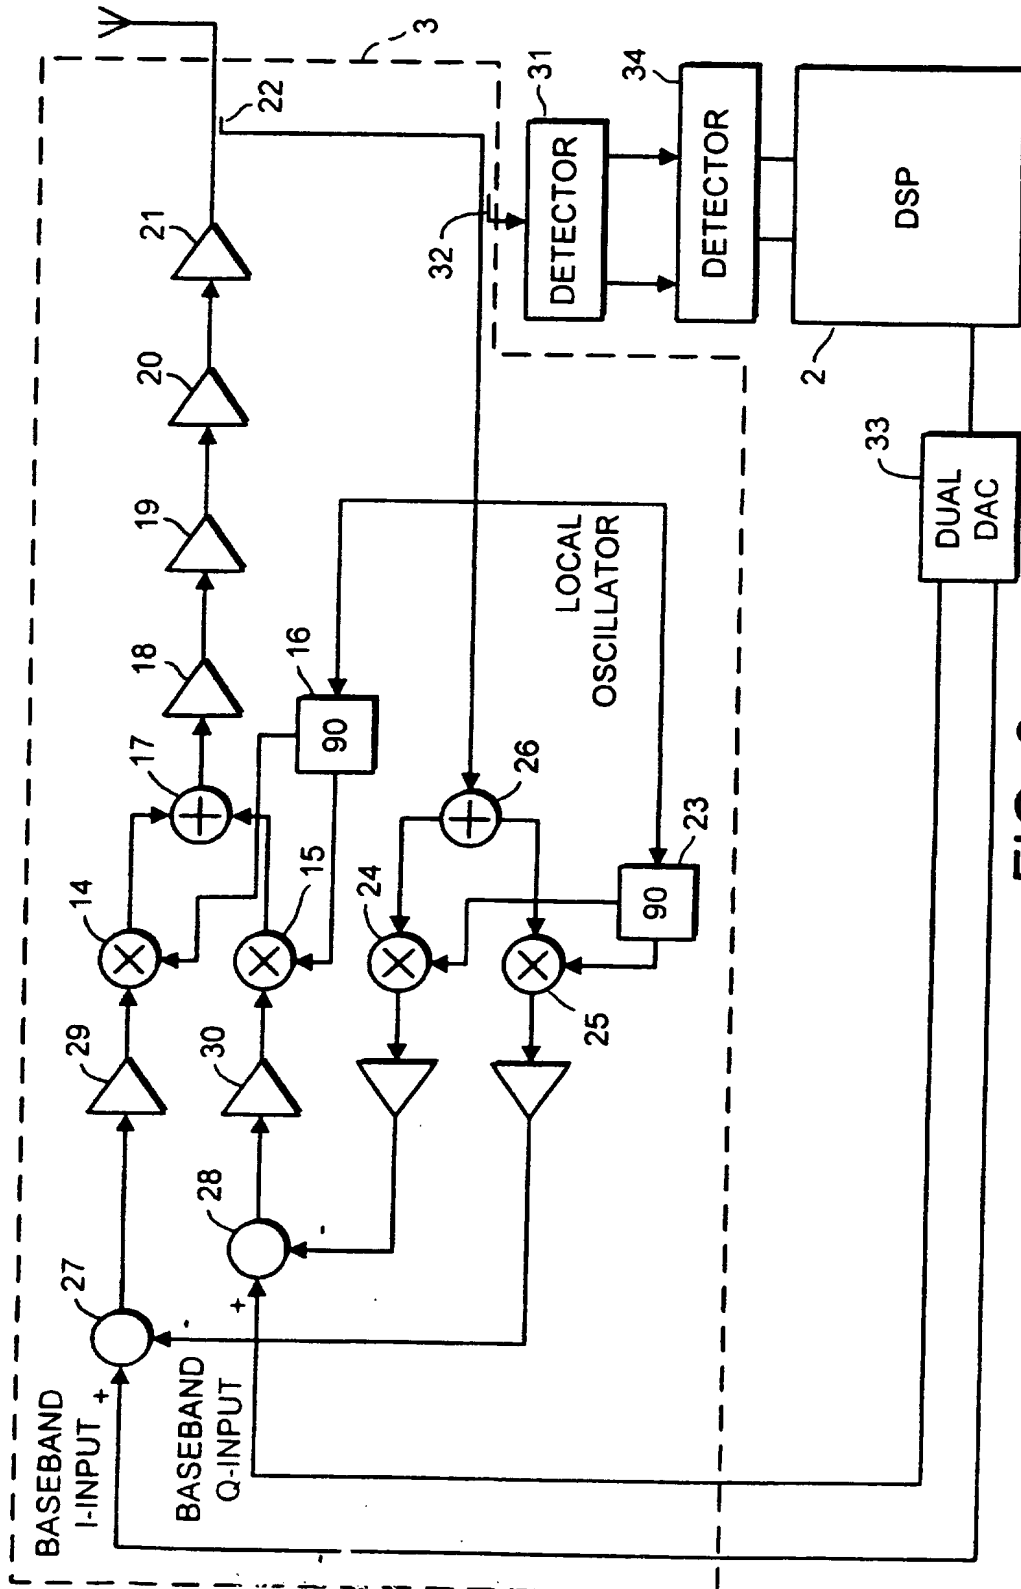 3
22
21
20
19
18
17
16
90
14
15
29
30
24
25
26
23
90
27
28
+
-
+
-
BASEBAND
I-INPUT
BASEBAND
Q-INPUT
LOCAL
OSCILLATOR
32
31
DETECTOR
34
DETECTOR
2
DSP
33
DUAL
DAC